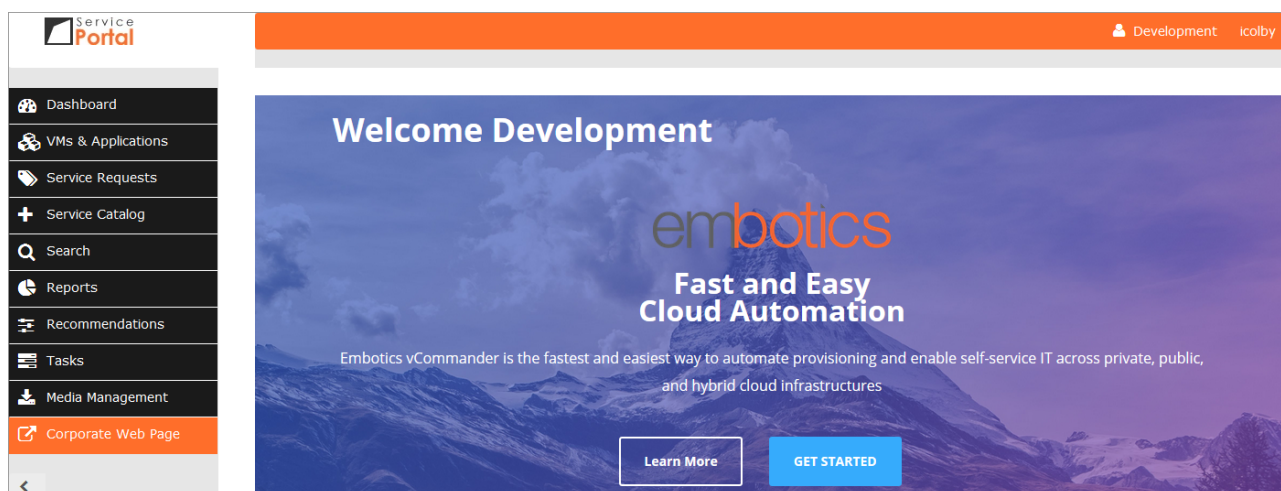 Service
Portal
Development icolby
Dashboard
VMs & Applications
Service Requests
Service Catalog
Search
Reports
Recommendations
Tasks
Media Management
Corporate Web Page
Welcome Development
embotics
Fast and Easy
Cloud Automation
Embotics vCommander is the fastest and easiest way to automate provisioning and enable self-service IT across private, public,
and hybrid cloud infrastructures
Learn More GET STARTED